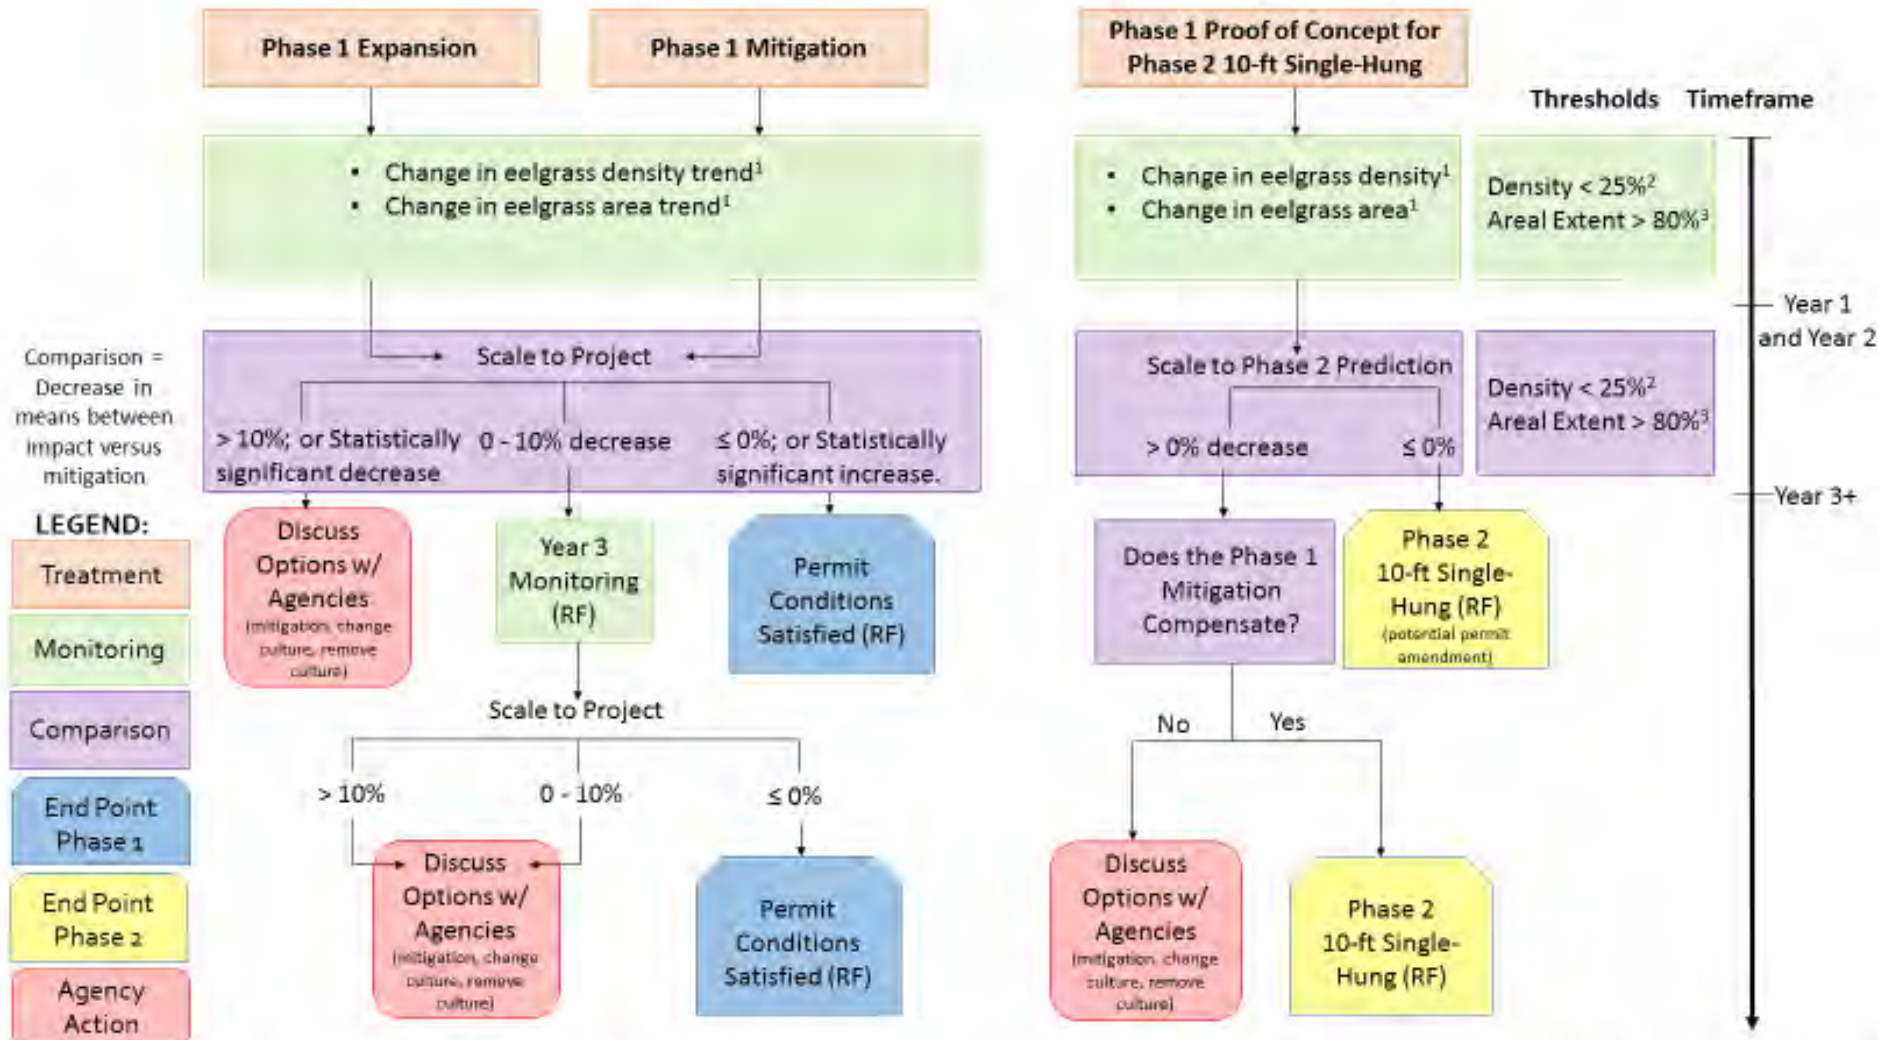 Phase 1 Expansion
Phase 1 Mitigation
Phase 1 Proof of Concept for
Phase 2 10-ft Single-Hung
Thresholds
Timeframe
▪ Change in eelgrass density trend¹
▪ Change in eelgrass area trend¹
▪ Change in eelgrass density¹
▪ Change in eelgrass area¹
Density < 25%²
Areal Extent > 80%³
Year 1
and Year 2
Comparison =
Decrease in
means between
impact versus
mitigation
Scale to Project
> 10%; or Statistically
significant decrease
0 - 10% decrease
≤ 0%; or Statistically
significant increase.
Scale to Phase 2 Prediction
> 0% decrease
≤ 0%
Density < 25%²
Areal Extent > 80%³
Year 3+
LEGEND:
Treatment
Monitoring
Comparison
End Point
Phase 1
End Point
Phase 2
Agency
Action
Discuss
Options w/
Agencies
(mitigation, change
culture, remove
culture)
Year 3
Monitoring
(RF)
Permit
Conditions
Satisfied (RF)
Does the Phase 1
Mitigation
Compensate?
Phase 2
10-ft Single-
Hung (RF)
(potential permit
amendment)
Scale to Project
> 10%
0 - 10%
≤ 0%
No
Yes
Discuss
Options w/
Agencies
(mitigation, change
culture, remove
culture)
Permit
Conditions
Satisfied (RF)
Discuss
Options w/
Agencies
(mitigation, change
culture, remove
culture)
Phase 2
10-ft Single-
Hung (RF)